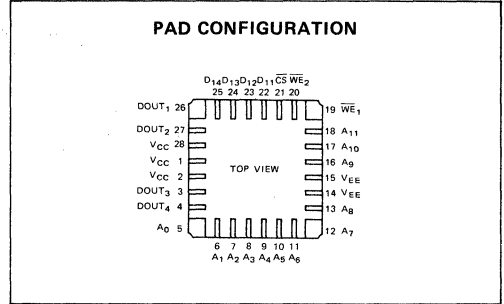 PAD CONFIGURATION
D14 D13 D12 D11 CS WE2
25 24 23 22 21 20
DOUT1 26
19 WE1
DOUT2 27
18 A11
VCC 28
17 A10
VCC 1
16 A9
TOP VIEW
VCC 2
15 VEE
DOUT3 3
14 VEE
DOUT4 4
13 A8
A0 5
12 A7
6 7 8 9 10 11
A1 A2 A3 A4 A5 A6